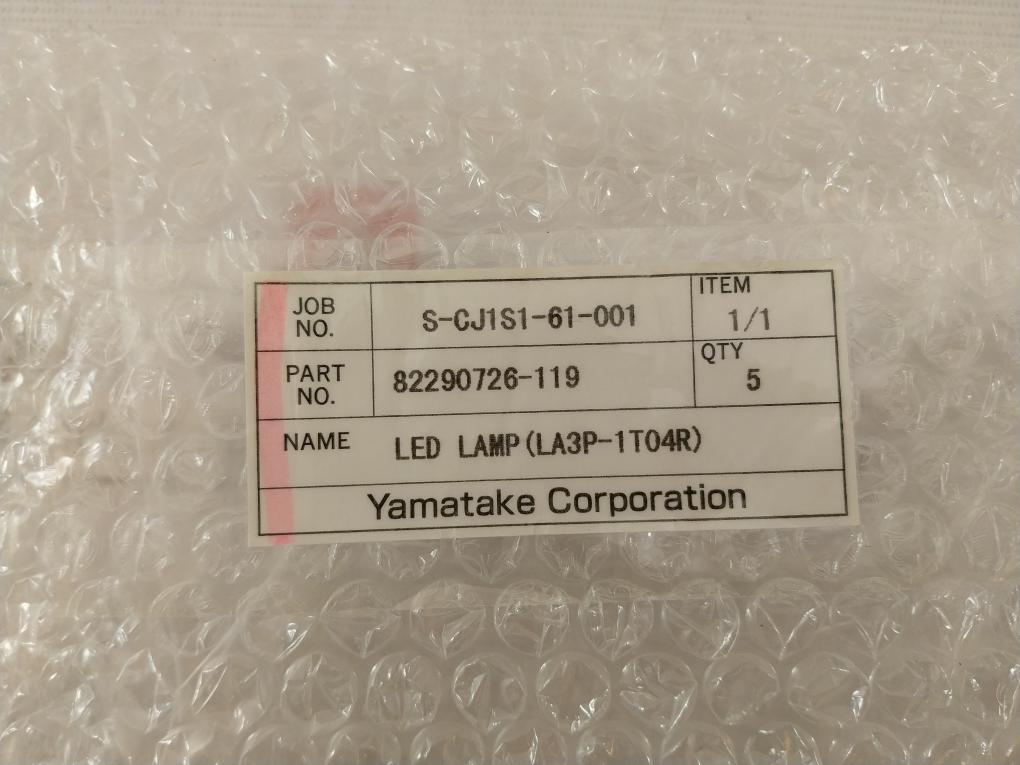 JOB NO. S-CJ1S1-61-001 ITEM 1/1
PART NO. 82290726-119 QTY 5
NAME LED LAMP(LA3P-1T04R)
Yamatake Corporation